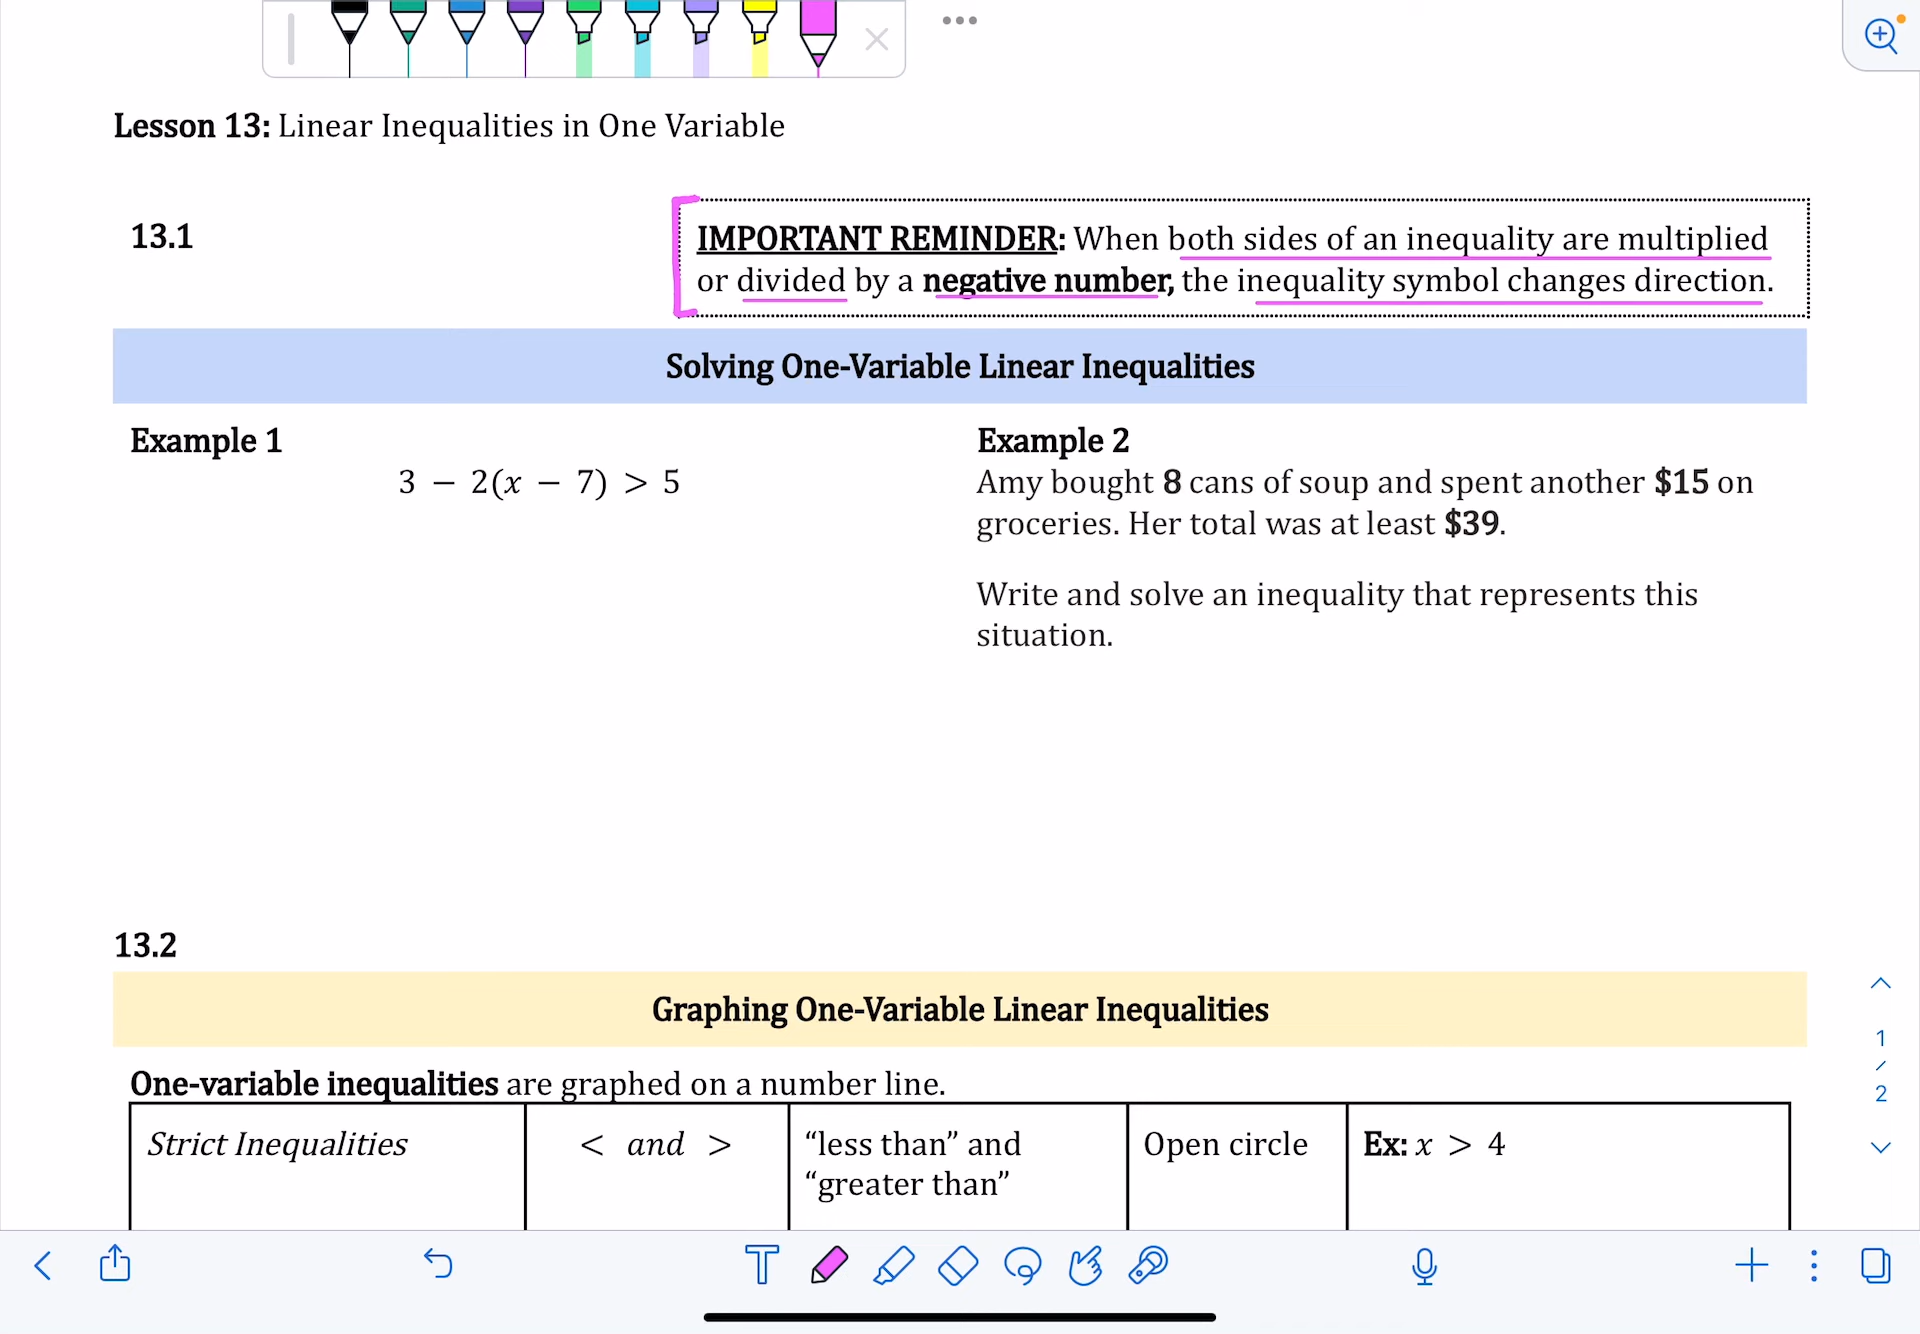 Lesson 13: Linear Inequalities in One Variable
13.1
IMPORTANT REMINDER: When both sides of an inequality are multiplied
or divided by a negative number, the inequality symbol changes direction.
Solving One-Variable Linear Inequalities
Example 1
3 − 2(x − 7) > 5
Example 2
Amy bought 8 cans of soup and spent another $15 on
groceries. Her total was at least $39.
Write and solve an inequality that represents this
situation.
13.2
Graphing One-Variable Linear Inequalities
One-variable inequalities are graphed on a number line.
Strict Inequalities
< and >
“less than” and
“greater than”
Open circle
Ex: x > 4
1
/
2